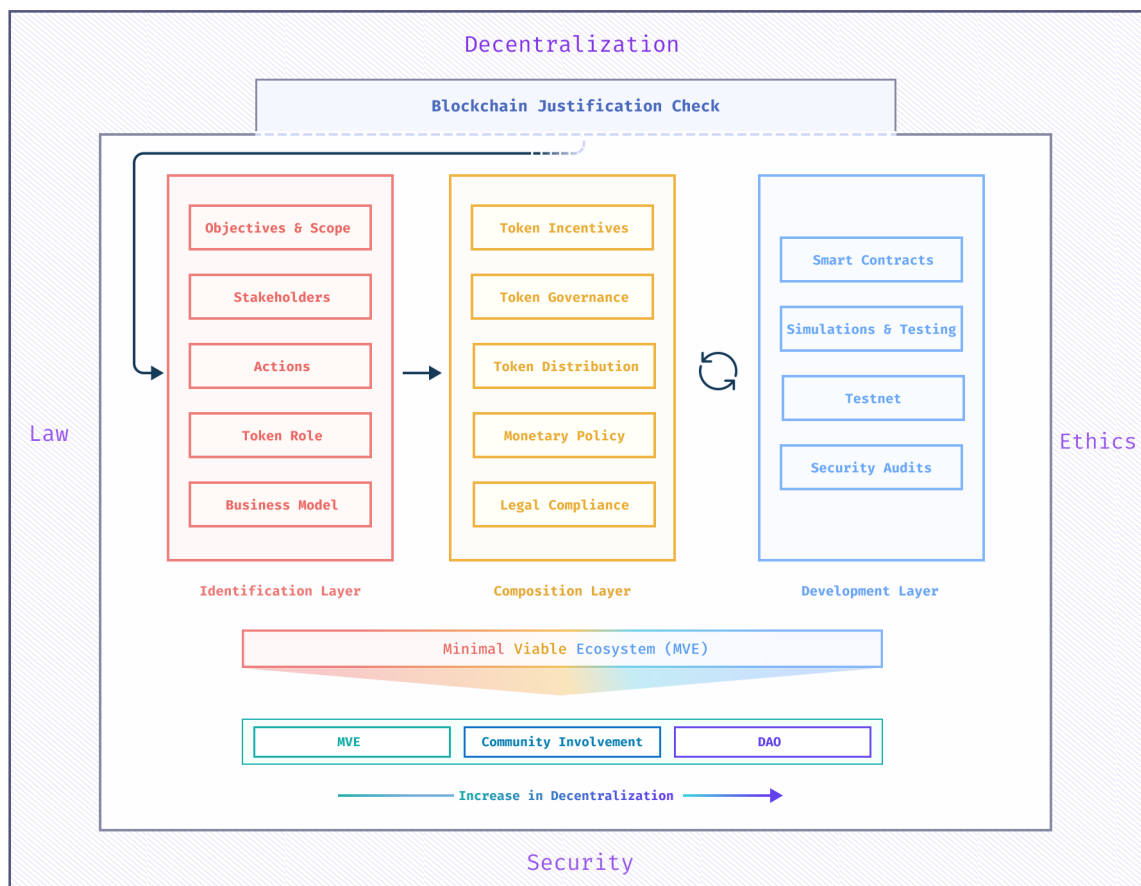 Decentralization
Blockchain Justification Check
Objectives & Scope
Stakeholders
Actions
Token Role
Business Model
Identification Layer
Token Incentives
Token Governance
Token Distribution
Monetary Policy
Legal Compliance
Composition Layer
Smart Contracts
Simulations & Testing
Testnet
Security Audits
Development Layer
Law
Ethics
Minimal Viable Ecosystem (MVE)
MVE
Community Involvement
DAO
Increase in Decentralization
Security